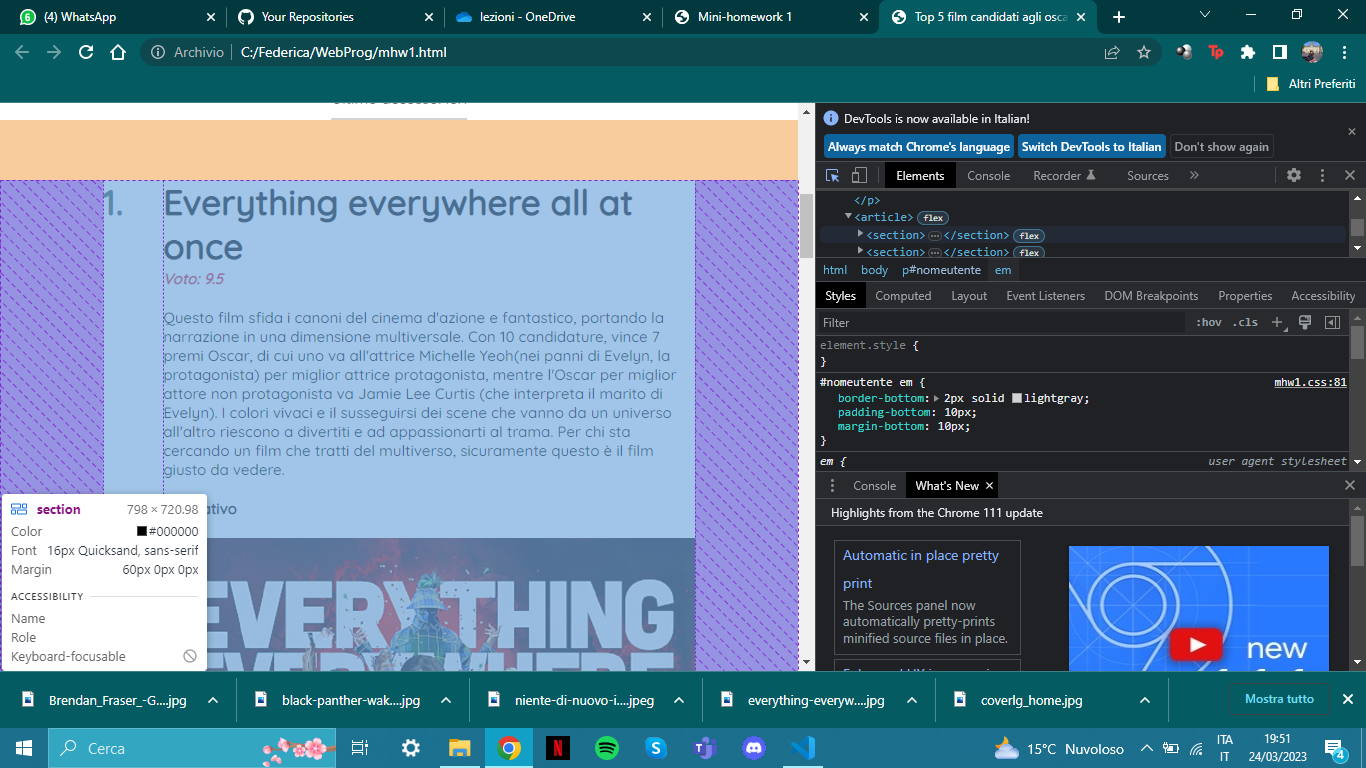 (4) WhatsApp
Your Repositories
lezioni - OneDrive
Mini-homework 1
Top 5 film candidati agli osca
Archivio
C:/Federica/WebProg/mhw1.html
Altri Preferiti
1.
Everything everywhere all at
once
Voto: 9.5
Questo film sfida i canoni del cinema d'azione e fantastico, portando la
narrazione in una dimensione multiversale. Con 10 candidature, vince 7
premi Oscar, di cui uno va all'attrice Michelle Yeoh(nei panni di Evelyn, la
protagonista) per miglior attrice protagonista, mentre l'Oscar per miglior
attore non protagonista va Jamie Lee Curtis (che interpreta il marito di
Evelyn). I colori vivaci e il susseguirsi dei scene che vanno da un universo
all'altro riescono a divertiti e ad appassionarti al trama. Per chi sta
cercando un film che tratti del multiverso, sicuramente questo è il film
giusto da vedere.
ativo
EVERYTHING
EVERYWHERE
section
798 × 720.98
Color
#000000
Font
16px Quicksand, sans-serif
Margin
60px 0px 0px
ACCESSIBILITY
Name
Role
Keyboard-focusable
DevTools is now available in Italian!
Always match Chrome's language
Switch DevTools to Italian
Don't show again
Elements
Console
Recorder
Sources
</p>
<article> flex
<section> ... </section> flex
<section> ... </section> flex
html
body
p#nomeutente
em
Styles
Computed
Layout
Event Listeners
DOM Breakpoints
Properties
Accessibility
Filter
:hov
.cls
element.style {
}
#nomeutente em {
mhw1.css:81
border-bottom: 2px solid lightgray;
padding-bottom: 10px;
margin-bottom: 10px;
}
em {
user agent stylesheet
Console
What's New
Highlights from the Chrome 111 update
Automatic in place pretty
print
The Sources panel now
automatically pretty-prints
minified source files in place.
new
Brendan_Fraser_-G....jpg
black-panther-wak....jpg
niente-di-nuovo-i....jpeg
everything-everyw....jpg
coverlg_home.jpg
Mostra tutto
Cerca
15°C Nuvoloso
ITA
IT
19:51
24/03/2023
4